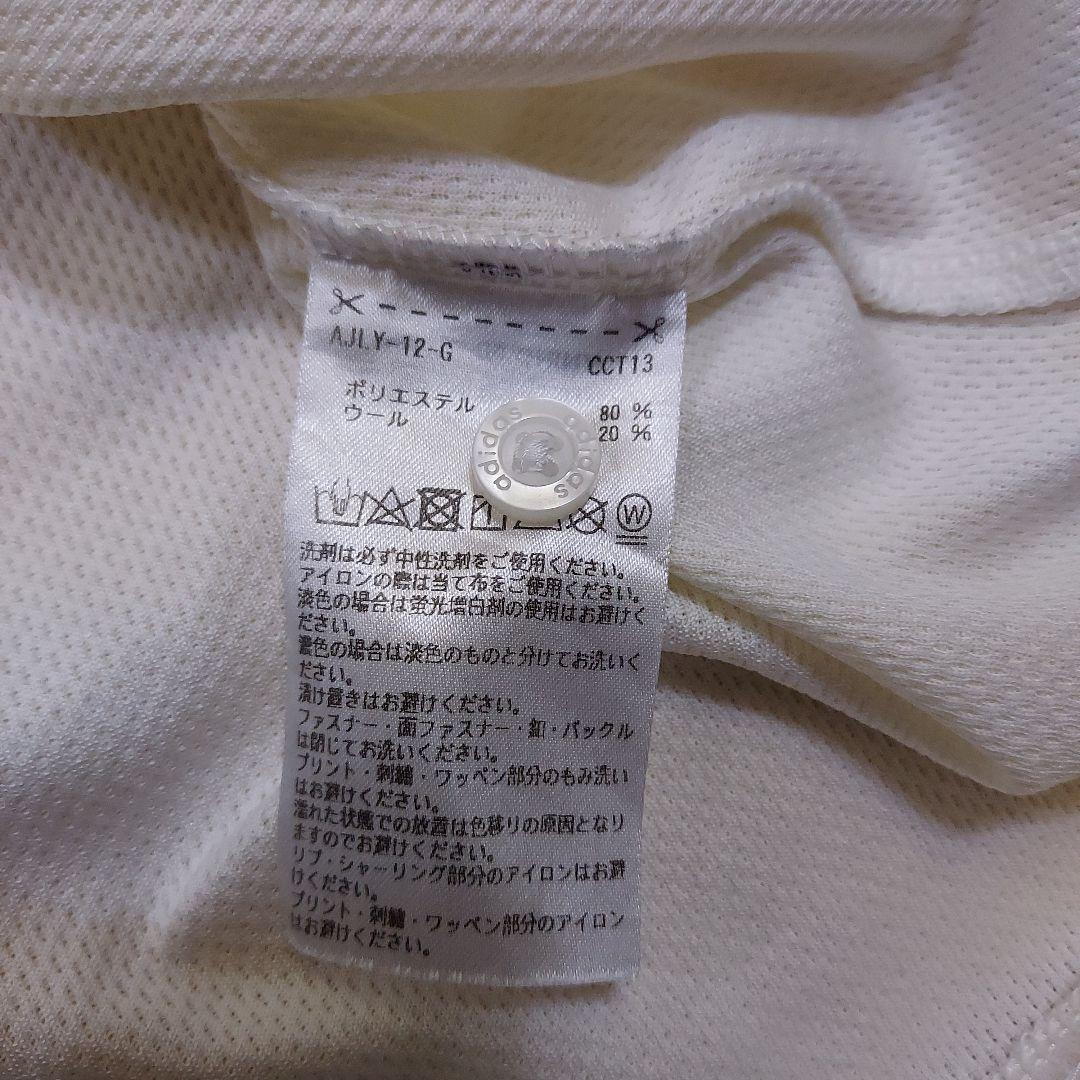 AJLY-12-G CCT13
ポリエステル 80 %
ウール 20 %
adidas adidas
W
洗剤は必ず中性洗剤をご使用ください。
アイロンの際は当て布をご使用ください。
淡色の場合は蛍光増白剤の使用はお避けく
ださい。
濃色の場合は淡色のものと分けてお洗いく
ださい。
漬け置きはお避けください。
ファスナー・面ファスナー・釦・バックル
は閉じてお洗いください。
プリント・刺繍・ワッペン部分のもみ洗い
はお避けください。
濡れた状態での放置は色移りの原因となり
ますのでお避けください。
リブ・シャーリング部分のアイロンはお避
けください。
プリント・刺繍・ワッペン部分のアイロン
はお避けください。